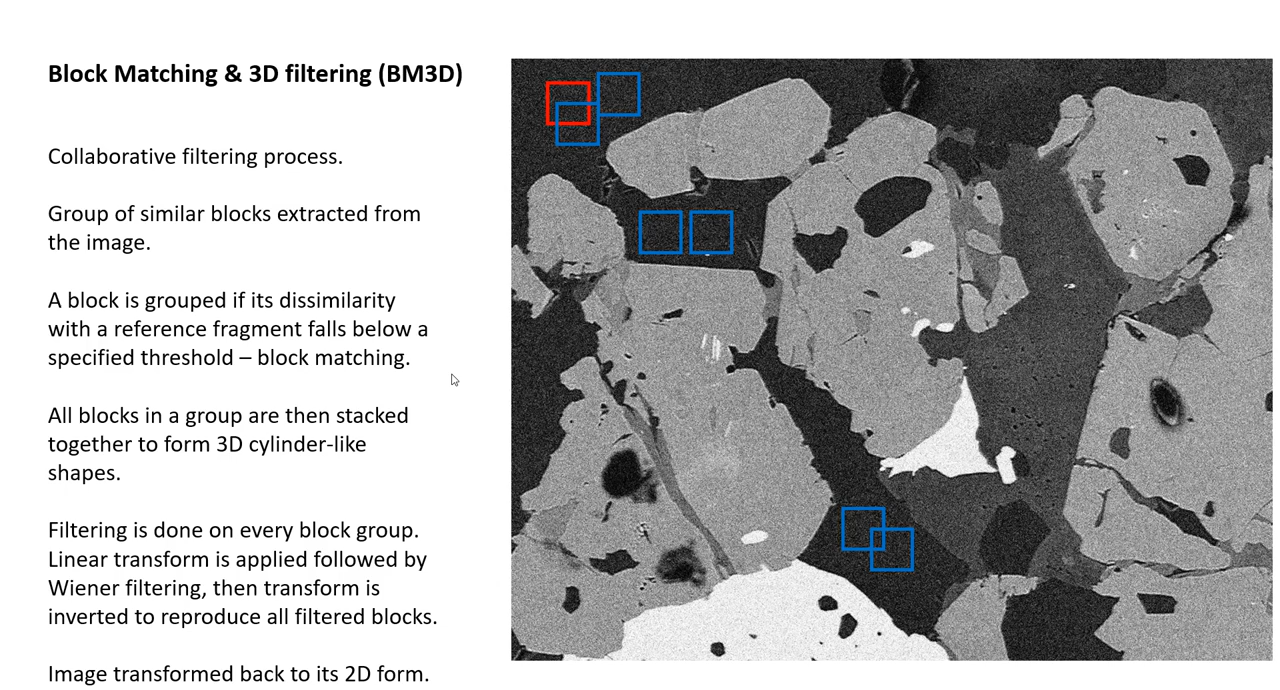 Block Matching & 3D filtering (BM3D)
Collaborative filtering process.
Group of similar blocks extracted from
the image.
A block is grouped if its dissimilarity
with a reference fragment falls below a
specified threshold – block matching.
All blocks in a group are then stacked
together to form 3D cylinder-like
shapes.
Filtering is done on every block group.
Linear transform is applied followed by
Wiener filtering, then transform is
inverted to reproduce all filtered blocks.
Image transformed back to its 2D form.